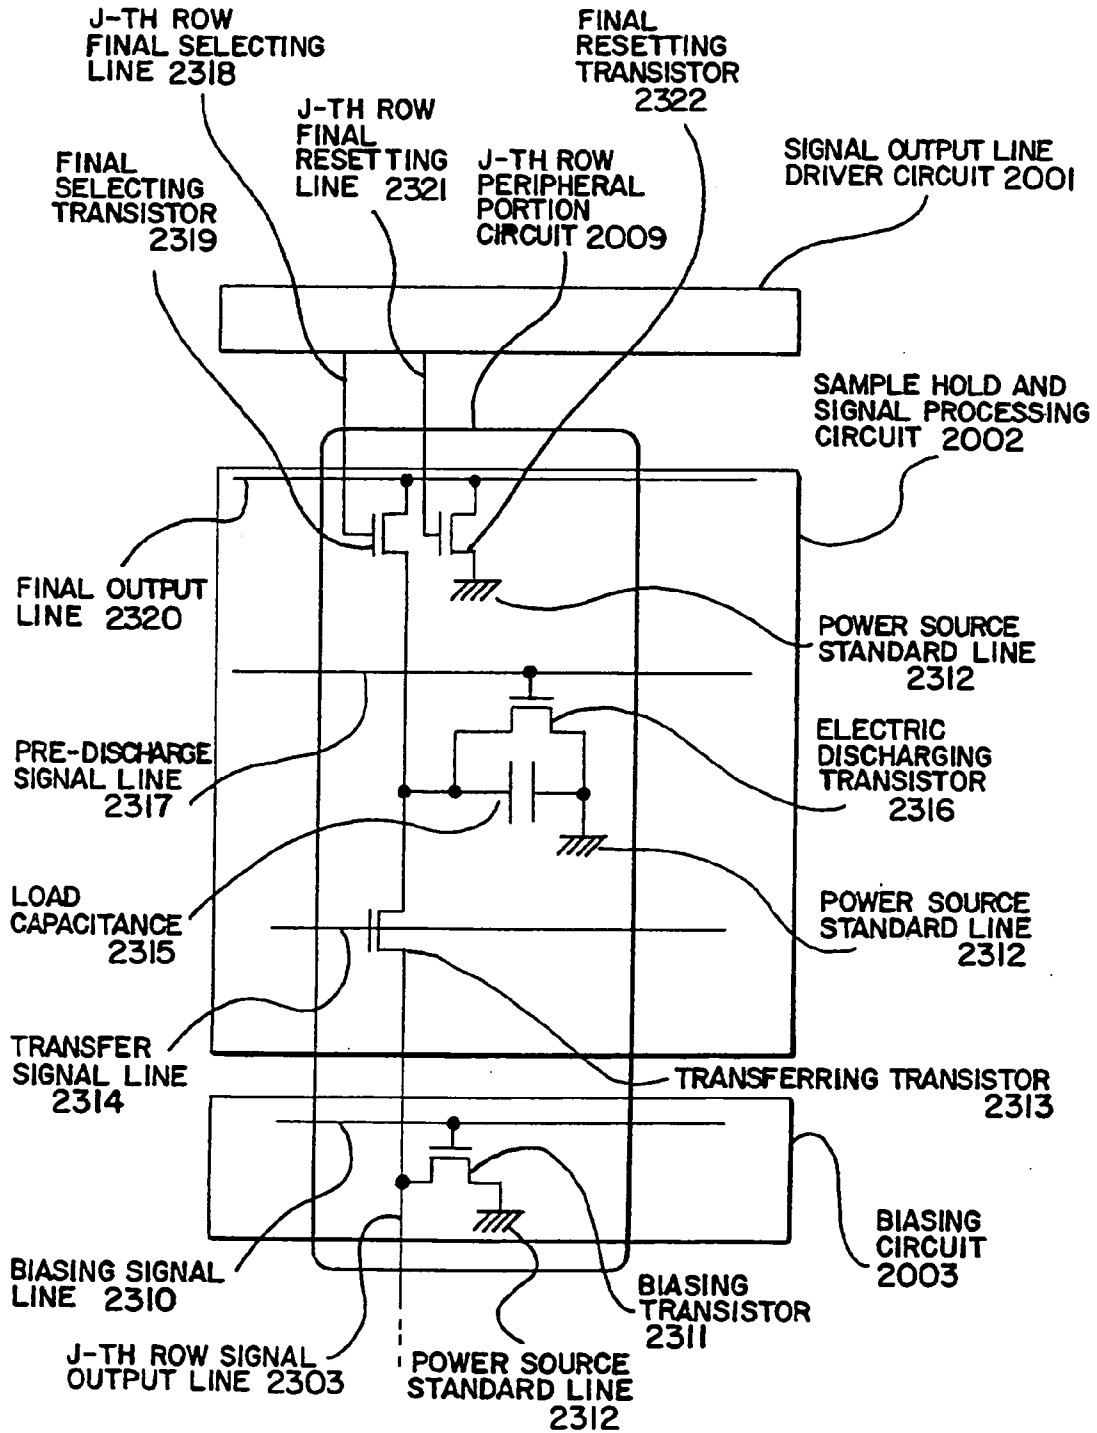 J-TH ROW
FINAL SELECTING
LINE 2318
FINAL
RESETTING
TRANSISTOR
2322
J-TH ROW
FINAL
RESETTING
LINE 2321
FINAL
SELECTING
TRANSISTOR
2319
J-TH ROW
PERIPHERAL
PORTION
CIRCUIT 2009
SIGNAL OUTPUT LINE
DRIVER CIRCUIT 2001
SAMPLE HOLD AND
SIGNAL PROCESSING
CIRCUIT 2002
FINAL OUTPUT
LINE 2320
POWER SOURCE
STANDARD LINE
2312
PRE-DISCHARGE
SIGNAL LINE
2317
ELECTRIC
DISCHARGING
TRANSISTOR
2316
LOAD
CAPACITANCE
2315
POWER SOURCE
STANDARD LINE
2312
TRANSFER
SIGNAL LINE
2314
TRANSFERRING TRANSISTOR
2313
BIASING
CIRCUIT
2003
BIASING SIGNAL
LINE 2310
BIASING
TRANSISTOR
2311
J-TH ROW SIGNAL
OUTPUT LINE 2303
POWER SOURCE
STANDARD LINE
2312